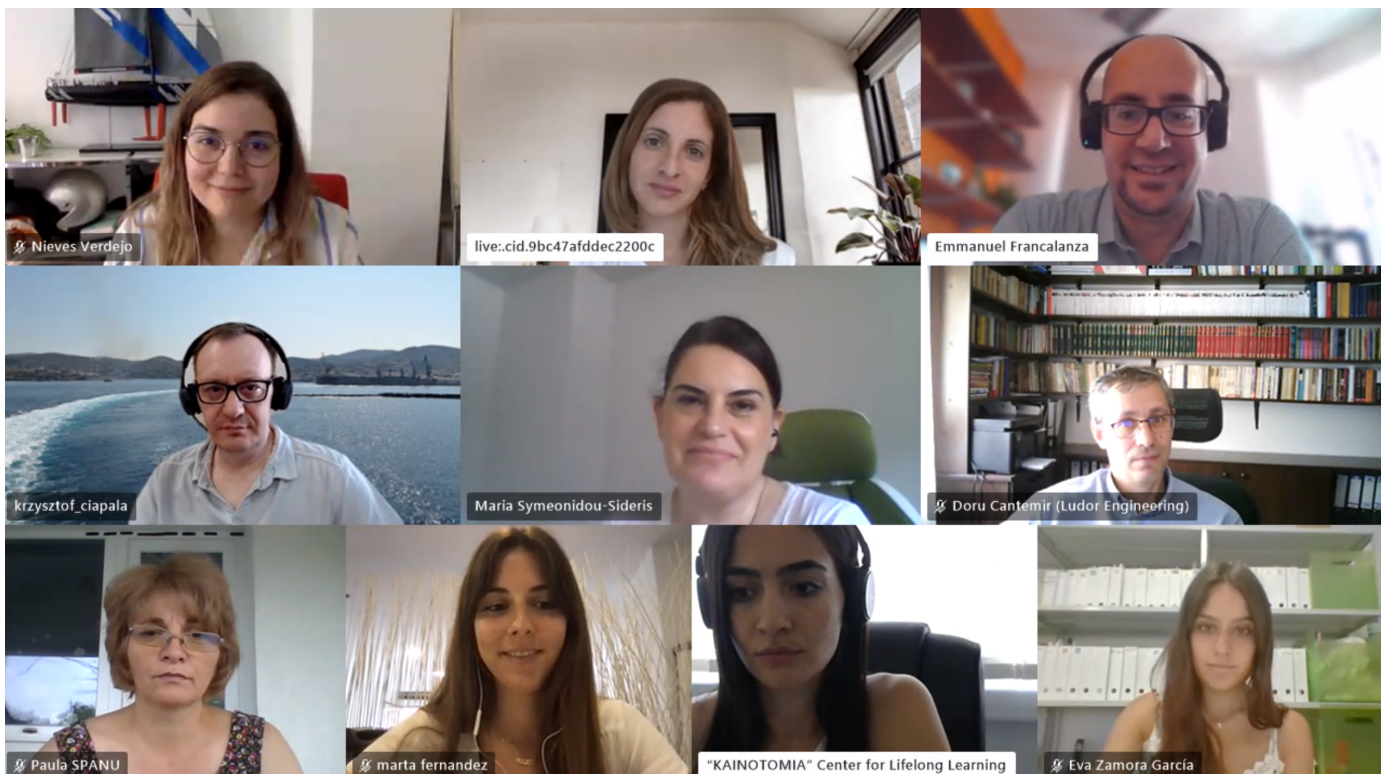 Nieves Verdejo
live:.cid.9bc47afddec2200c
Emmanuel Francalanza
krzysztof_ciapala
Maria Symeonidou-Sideris
Doru Cantemir (Ludor Engineering)
Paula SPANU
marta fernandez
"KAINOTOMIA" Center for Lifelong Learning
Eva Zamora García